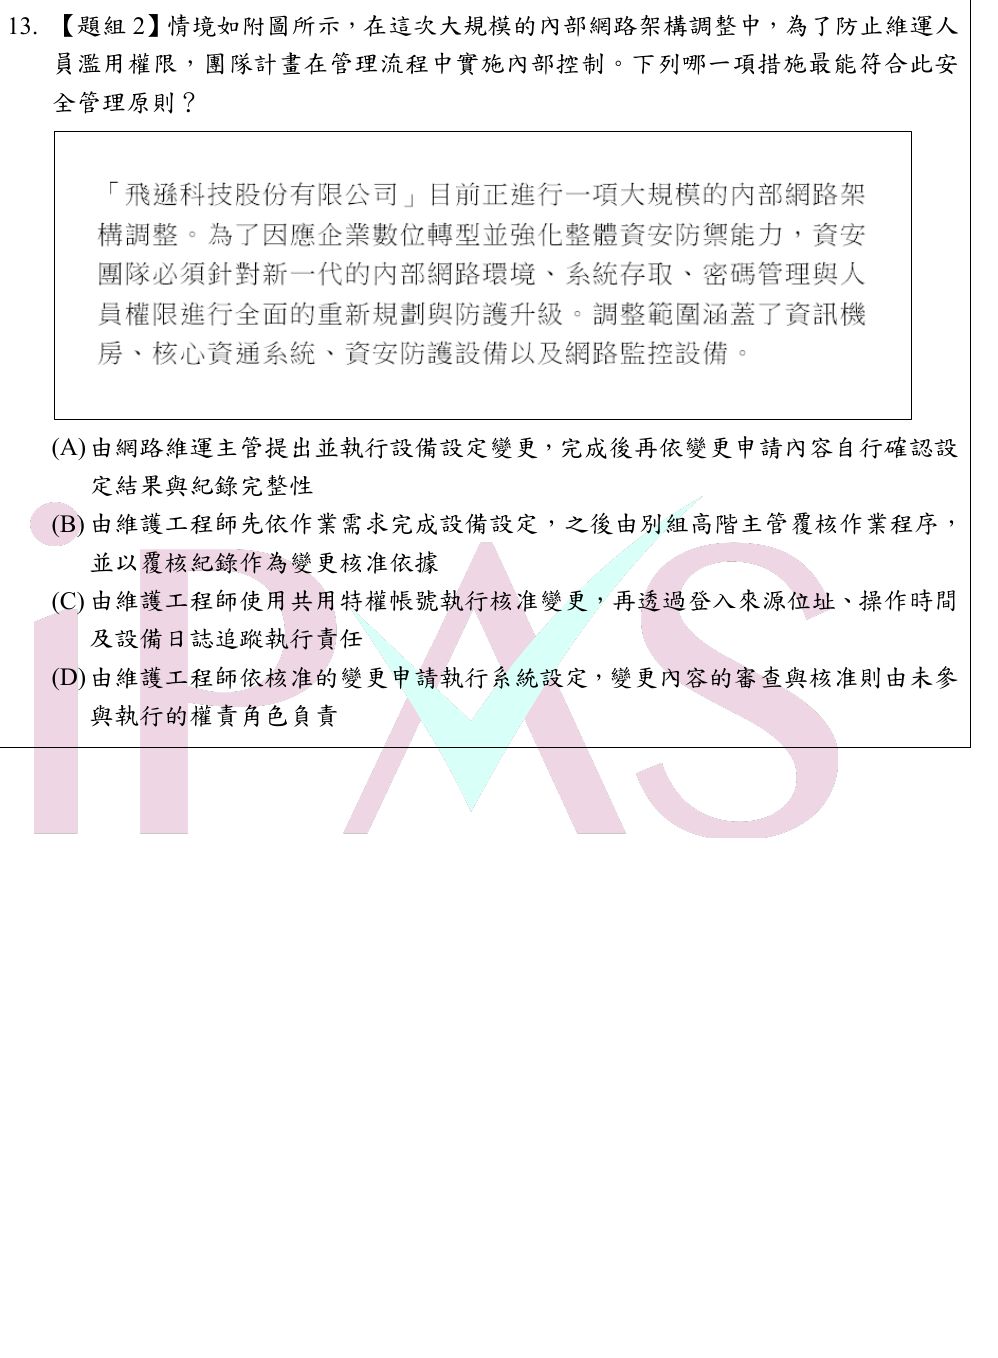 13. 【題組 2】情境如附圖所示，在這次大規模的內部網路架構調整中，為了防止維運人
員濫用權限，團隊計畫在管理流程中實施內部控制。下列哪一項措施最能符合此安
全管理原則？
「飛遜科技股份有限公司」目前正進行一項大規模的內部網路架
構調整。為了因應企業數位轉型並強化整體資安防禦能力，資安
團隊必須針對新一代的內部網路環境、系統存取、密碼管理與人
員權限進行全面的重新規劃與防護升級。調整範圍涵蓋了資訊機
房、核心資通系統、資安防護設備以及網路監控設備。
(A) 由網路維運主管提出並執行設備設定變更，完成後再依變更申請內容自行確認設
定結果與紀錄完整性
(B) 由維護工程師先依作業需求完成設備設定，之後由別組高階主管覆核作業程序，
並以覆核紀錄作為變更核准依據
(C) 由維護工程師使用共用特權帳號執行核准變更，再透過登入來源位址、操作時間
及設備日誌追蹤執行責任
(D) 由維護工程師依核准的變更申請執行系統設定，變更內容的審查與核准則由未參
與執行的權責角色負責
iPAS